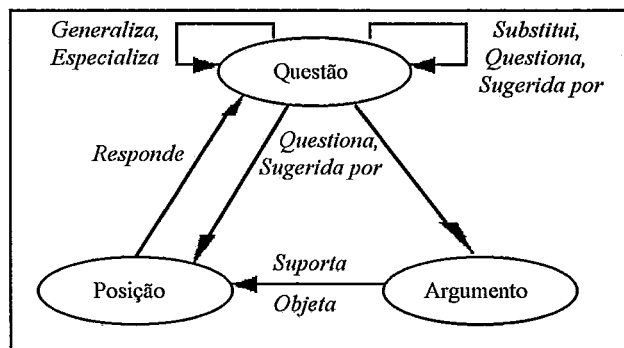 Generaliza,
Especializa
Substitui,
Questiona,
Sugerida por
Questão
Responde
Questiona,
Sugerida por
Posição
Suporta
Objeta
Argumento